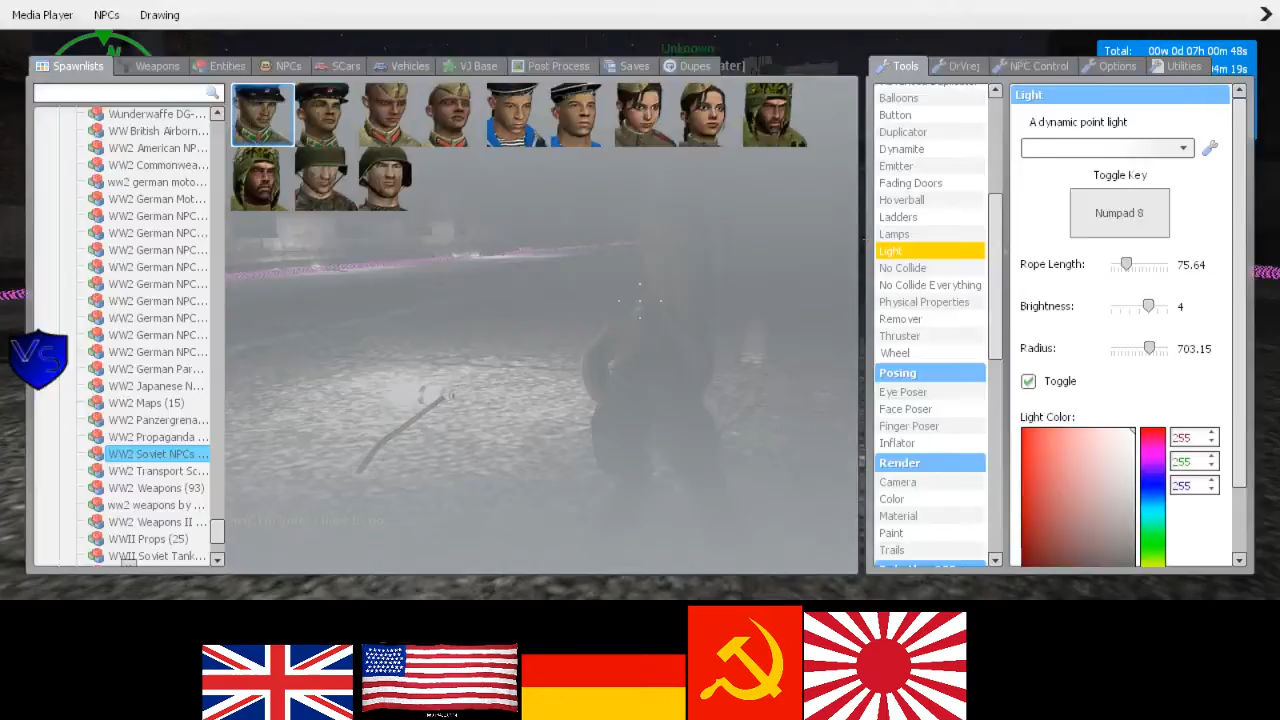 Media Player NPCs Drawing
N
Unknown
Total: 00w 0d 07h 00m 48s
4m 19s
Spawnlists Weapons Entities NPCs SCars Vehicles VJ Base Post Process Saves Dupes ater]
Tools DrVrej NPC Control Options Utilities
Wunderwaffe DG-...
WW British Airborn...
WW2 American NP...
WW2 Commonwea...
ww2 german moto...
WW2 German Mot...
WW2 German NPC...
WW2 German NPC...
WW2 German NPC...
WW2 German NPC...
WW2 German NPC...
WW2 German NPC...
WW2 German NPC...
WW2 German NPC...
WW2 German NPC...
WW2 German Par...
WW2 Japanese N...
WW2 Maps (15)
WW2 Panzergrena...
WW2 Propaganda ...
WW2 Soviet NPCs ...
WW2 Transport Sc...
WW2 Weapons (93)
ww2 weapons by ...
WW2 Weapons II ...
WWII Props (25)
WWII Soviet Tank...
VS
Balloons
Button
Duplicator
Dynamite
Emitter
Fading Doors
Hoverball
Ladders
Lamps
Light
No Collide
No Collide Everything
Physical Properties
Remover
Thruster
Wheel
Posing
Eye Poser
Face Poser
Finger Poser
Inflator
Render
Camera
Color
Material
Paint
Trails
Light
A dynamic point light
Toggle Key
Numpad 8
Rope Length: 75.64
Brightness: 4
Radius: 703.15
Toggle
Light Color:
255
255
255